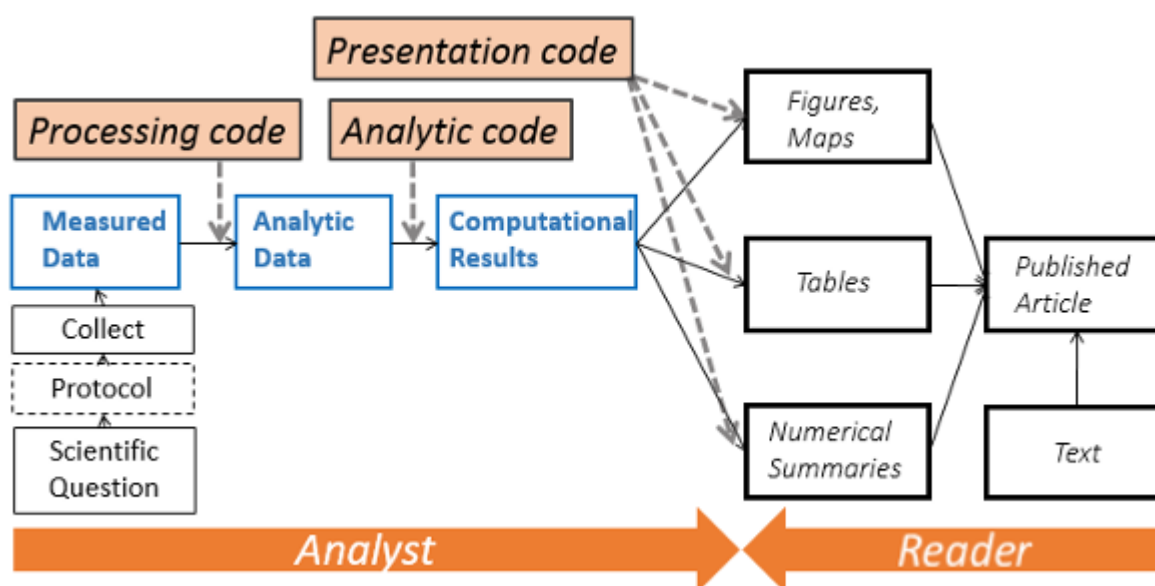 Presentation code
Processing code
Analytic code
Figures,
Maps
Measured
Data
Analytic
Data
Computational
Results
Tables
Published
Article
Collect
Protocol
Scientific
Question
Numerical
Summaries
Text
Analyst
Reader